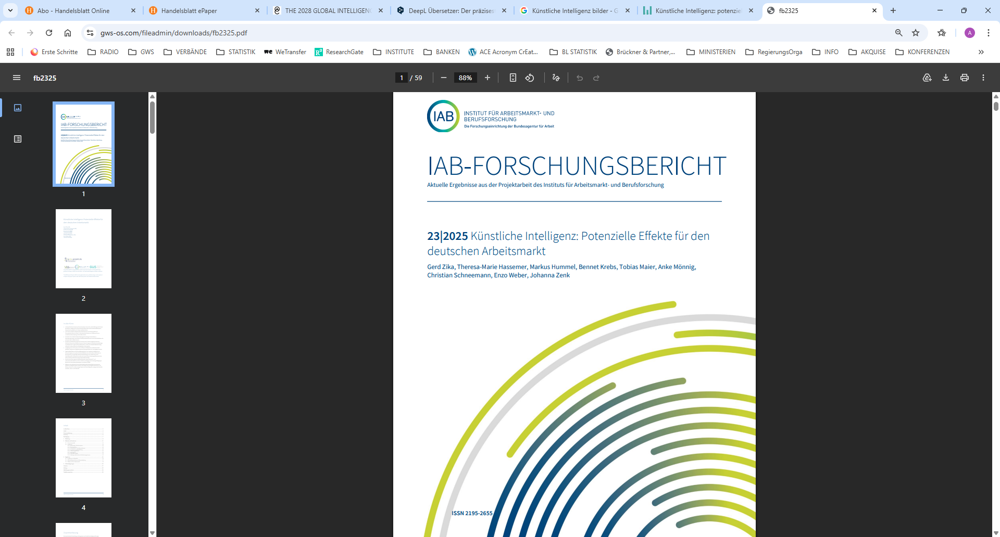 Abo - Handelsblatt Online
Handelsblatt ePaper
THE 2028 GLOBAL INTELLIGENC
DeepL Übersetzer: Der präzises
Künstliche Intelligenz bilder - G
Künstliche Intelligenz: potenzie
fb2325
gws-os.com/fileadmin/downloads/fb2325.pdf
A
Erste Schritte
RADIO
GWS
VERBÄNDE
STATISTIK
WeTransfer
ResearchGate
INSTITUTE
BANKEN
ACE Acronym CrEat...
BL STATISTIK
Brückner & Partner,...
MINISTERIEN
RegierungsOrga
INFO
AKQUISE
KONFERENZEN
fb2325
1 / 59
88%
IAB-FORSCHUNGSBERICHT
1
2
3
4
IAB
INSTITUT FÜR ARBEITSMARKT- UND
BERUFSFORSCHUNG
Die Forschungseinrichtung der Bundesagentur für Arbeit
IAB-FORSCHUNGSBERICHT
Aktuelle Ergebnisse aus der Projektarbeit des Instituts für Arbeitsmarkt- und Berufsforschung
23|2025 Künstliche Intelligenz: Potenzielle Effekte für den
deutschen Arbeitsmarkt
Gerd Zika, Theresa-Marie Hassemer, Markus Hummel, Bennet Krebs, Tobias Maier, Anke Mönnig,
Christian Schneemann, Enzo Weber, Johanna Zenk
ISSN 2195-2655